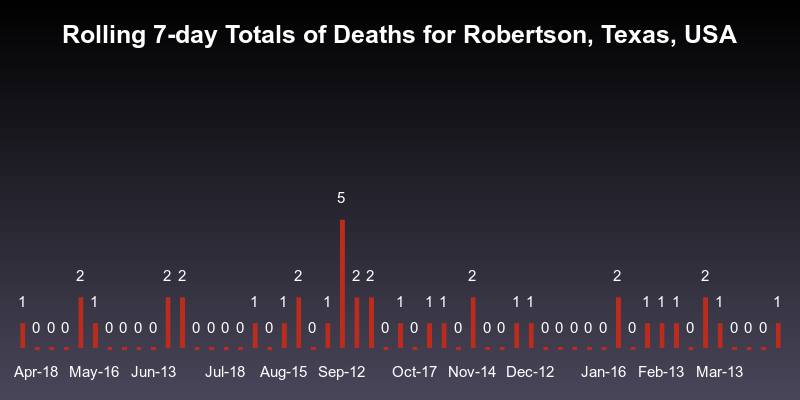 Rolling 7-day Totals of Deaths for Robertson, Texas, USA
5
2 2 2 2 2 2 2 2 2
1 1 1 1 1 1 1 1 1 1 1 1 1 1 1 1
0 0 0 0 0 0 0 0 0 0 0 0 0 0 0 0 0 0 0 0 0 0 0 0 0 0 0
Apr-18 May-16 Jun-13 Jul-18 Aug-15 Sep-12 Oct-17 Nov-14 Dec-12 Jan-16 Feb-13 Mar-13